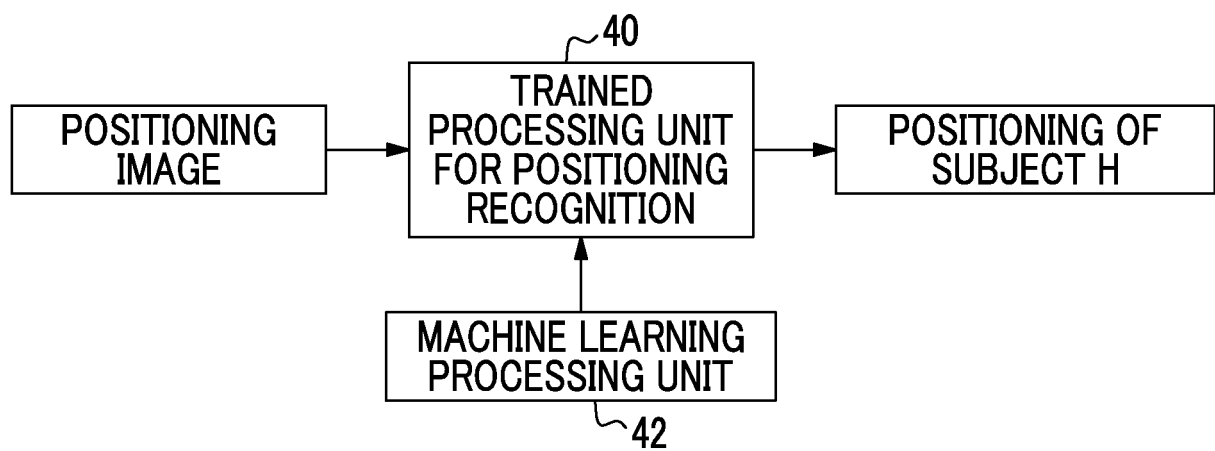 40
POSITIONING
IMAGE
TRAINED
PROCESSING UNIT
FOR POSITIONING
RECOGNITION
POSITIONING OF
SUBJECT H
MACHINE LEARNING
PROCESSING UNIT
42